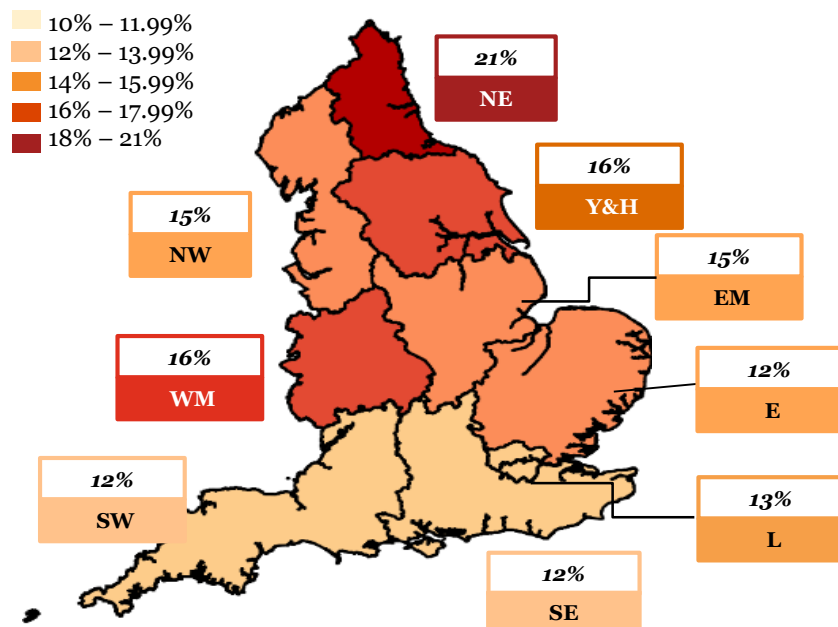 10% – 11.99%
12% – 13.99%
14% – 15.99%
16% – 17.99%
18% – 21%
21%
NE
16%
Y&H
15%
NW
15%
EM
16%
WM
12%
E
12%
SW
13%
L
12%
SE